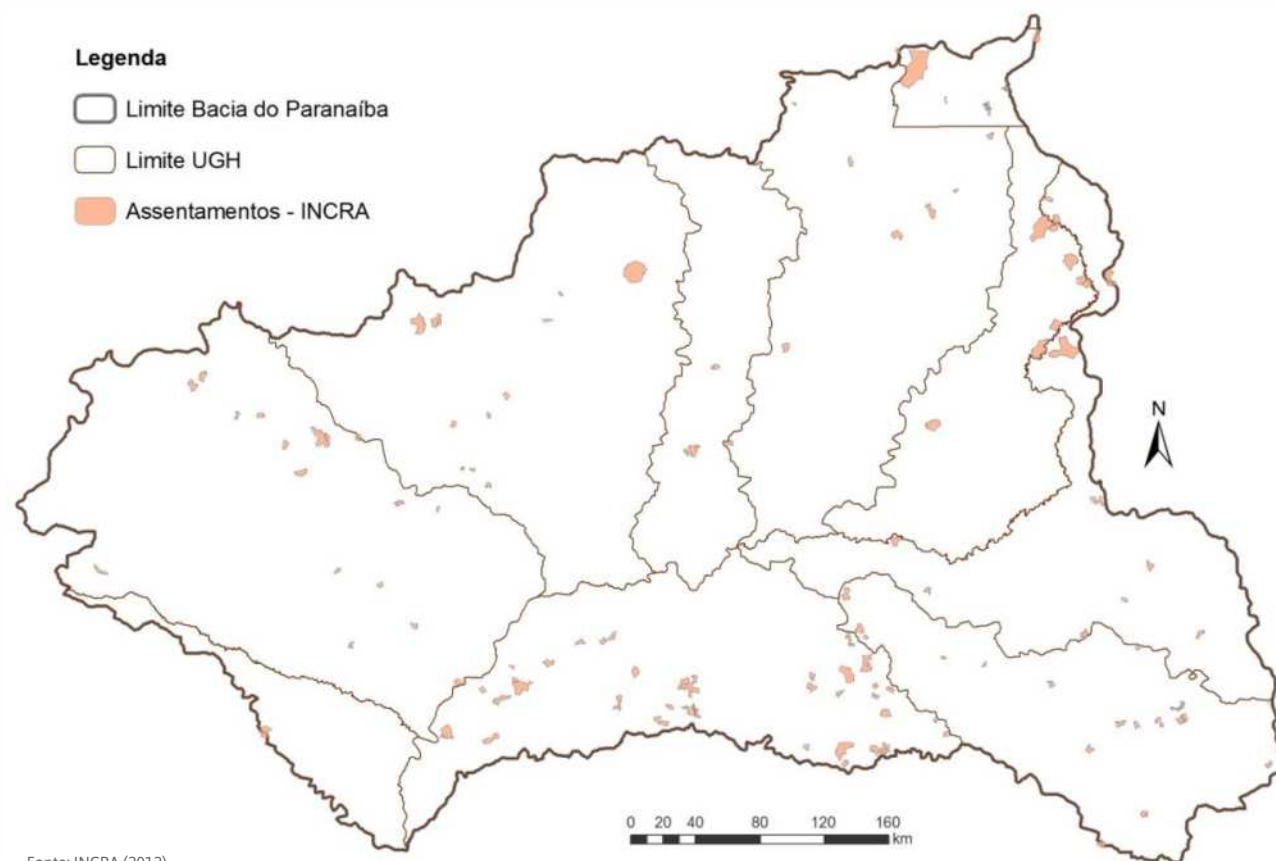 Legenda
Limite Bacia do Paranaíba
Limite UGH
Assentamentos - INCRA
N
0 20 40 80 120 160
km
Fonte: INCRA (2012)